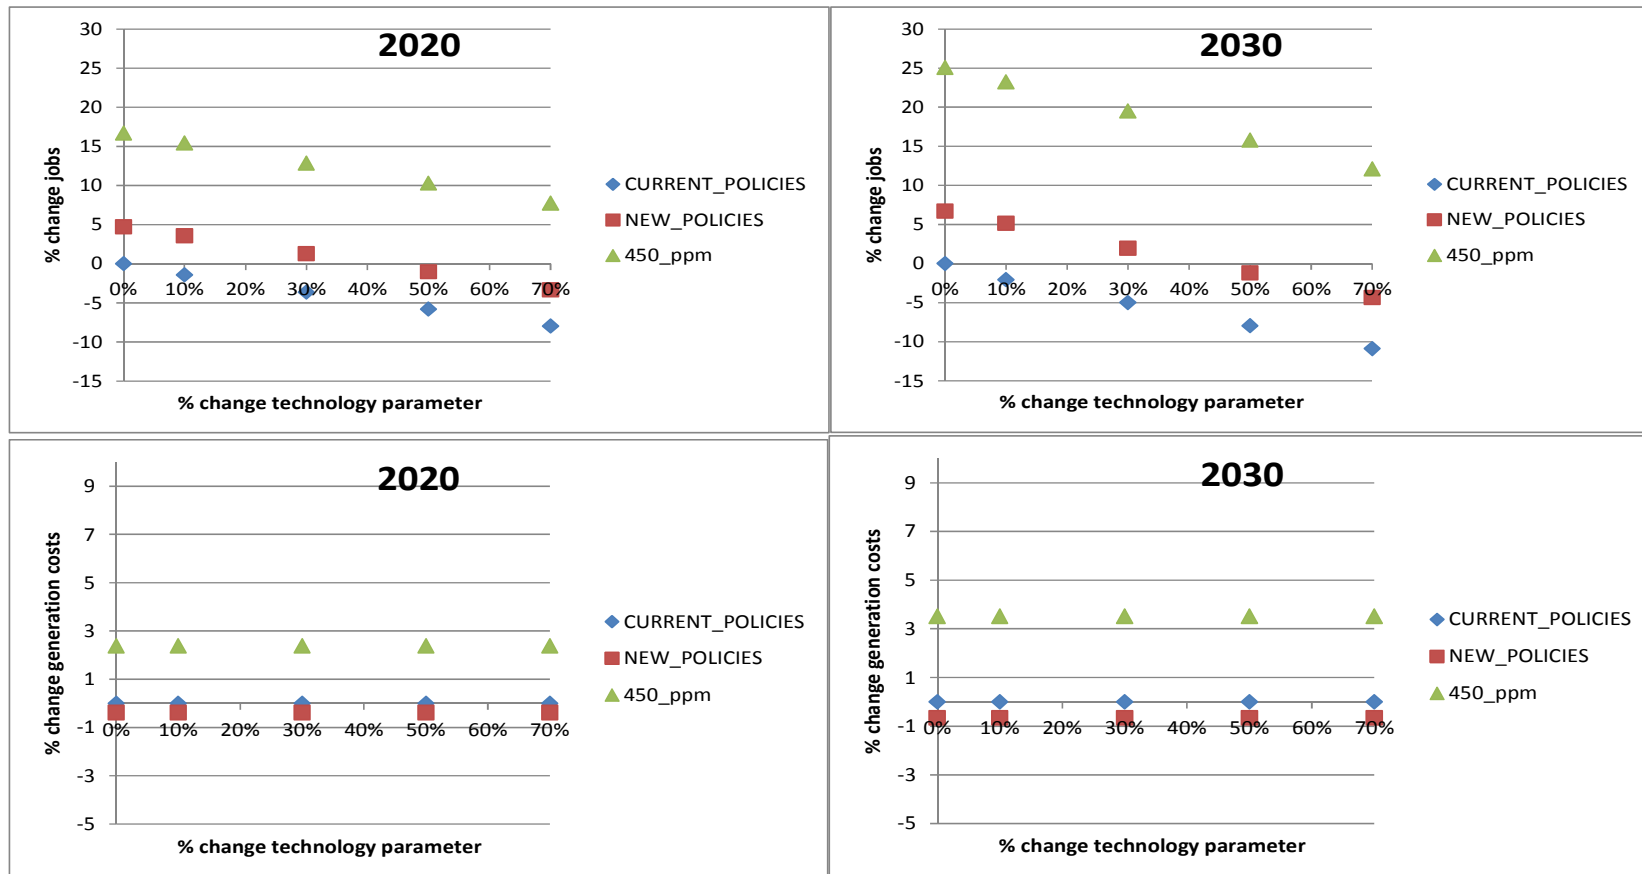 2020
30
25
20
15
10
5
0
-5
-10
-15
% change jobs
0% 10% 20% 30% 40% 50% 60% 70%
% change technology parameter
CURRENT_POLICIES
NEW_POLICIES
450_ppm
2030
30
25
20
15
10
5
0
-5
-10
-15
% change jobs
0% 10% 20% 30% 40% 50% 60% 70%
% change technology parameter
CURRENT_POLICIES
NEW_POLICIES
450_ppm
2020
9
7
5
3
1
-1
-3
-5
% change generation costs
0% 10% 20% 30% 40% 50% 60% 70%
% change technology parameter
CURRENT_POLICIES
NEW_POLICIES
450_ppm
2030
9
7
5
3
1
-1
-3
-5
% change generation costs
0% 10% 20% 30% 40% 50% 60% 70%
% change technology parameter
CURRENT_POLICIES
NEW_POLICIES
450_ppm